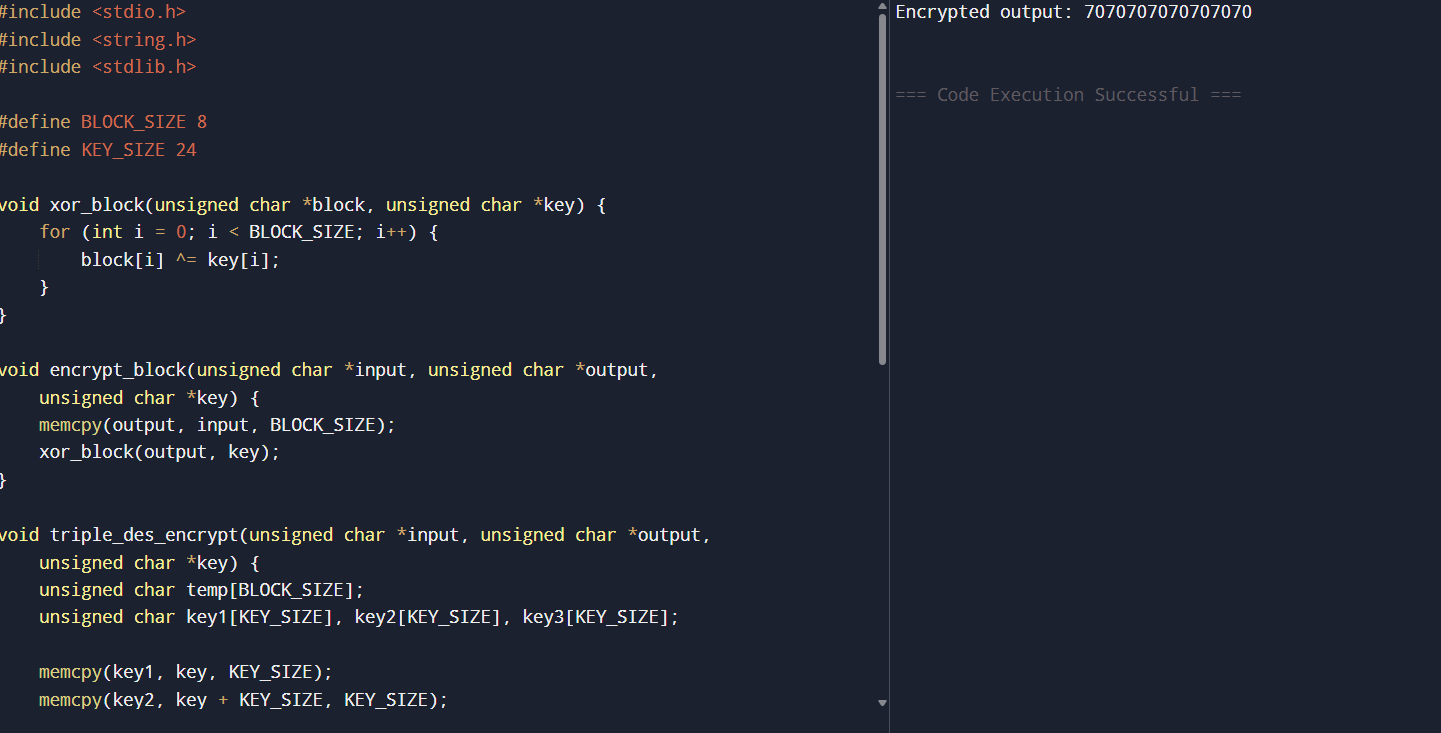 #include <stdio.h>
#include <string.h>
#include <stdlib.h>
#define BLOCK_SIZE 8
#define KEY_SIZE 24
void xor_block(unsigned char *block, unsigned char *key) {
    for (int i = 0; i < BLOCK_SIZE; i++) {
        block[i] ^= key[i];
    }
}
void encrypt_block(unsigned char *input, unsigned char *output,
    unsigned char *key) {
    memcpy(output, input, BLOCK_SIZE);
    xor_block(output, key);
}
void triple_des_encrypt(unsigned char *input, unsigned char *output,
    unsigned char *key) {
    unsigned char temp[BLOCK_SIZE];
    unsigned char key1[KEY_SIZE], key2[KEY_SIZE], key3[KEY_SIZE];
    memcpy(key1, key, KEY_SIZE);
    memcpy(key2, key + KEY_SIZE, KEY_SIZE);
Encrypted output: 7070707070707070
=== Code Execution Successful ===